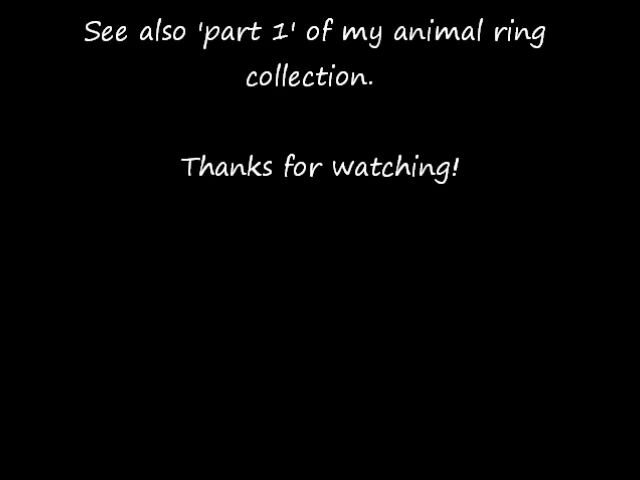 See also 'part 1' of my animal ring
collection.
Thanks for watching!